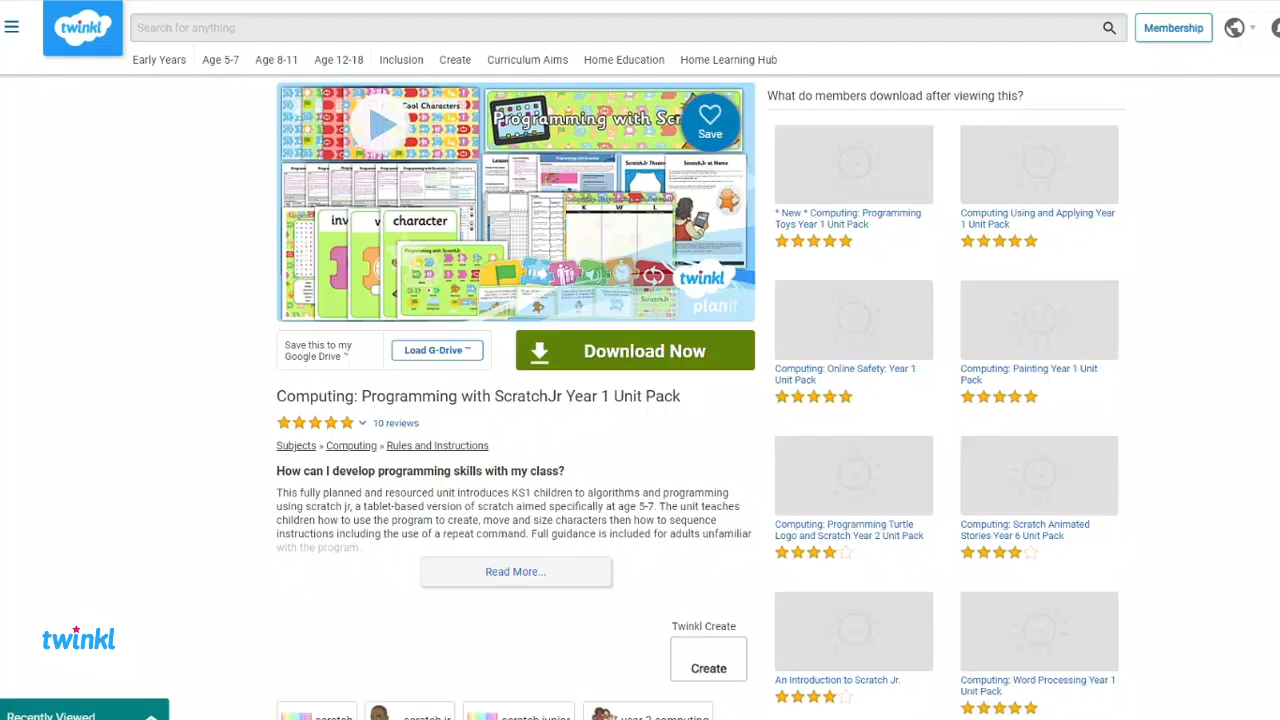 twinkl
Search for anything
Membership
Early Years
Age 5-7
Age 8-11
Age 12-18
Inclusion
Create
Curriculum Aims
Home Education
Home Learning Hub
Cool Characters
Programming with Scr
Save
ScratchJr at Home
character
twinkl
planit
Save this to my
Google Drive ™
Load G-Drive ™
Download Now
Computing: Programming with ScratchJr Year 1 Unit Pack
10 reviews
Subjects » Computing » Rules and Instructions
How can I develop programming skills with my class?
This fully planned and resourced unit introduces KS1 children to algorithms and programming
using scratch jr, a tablet-based version of scratch aimed specifically at age 5-7. The unit teaches
children how to use the program to create, move and size characters then how to sequence
instructions including the use of a repeat command. Full guidance is included for adults unfamiliar
with the program.
Read More...
Twinkl Create
Create
scratch
scratch jr
scratch junior
year 2 computing
What do members download after viewing this?
* New * Computing: Programming
Toys Year 1 Unit Pack
Computing Using and Applying Year
1 Unit Pack
Computing: Online Safety: Year 1
Unit Pack
Computing: Painting Year 1 Unit
Pack
Computing: Programming Turtle
Logo and Scratch Year 2 Unit Pack
Computing: Scratch Animated
Stories Year 6 Unit Pack
An Introduction to Scratch Jr.
Computing: Word Processing Year 1
Unit Pack
twinkl
Recently Viewed